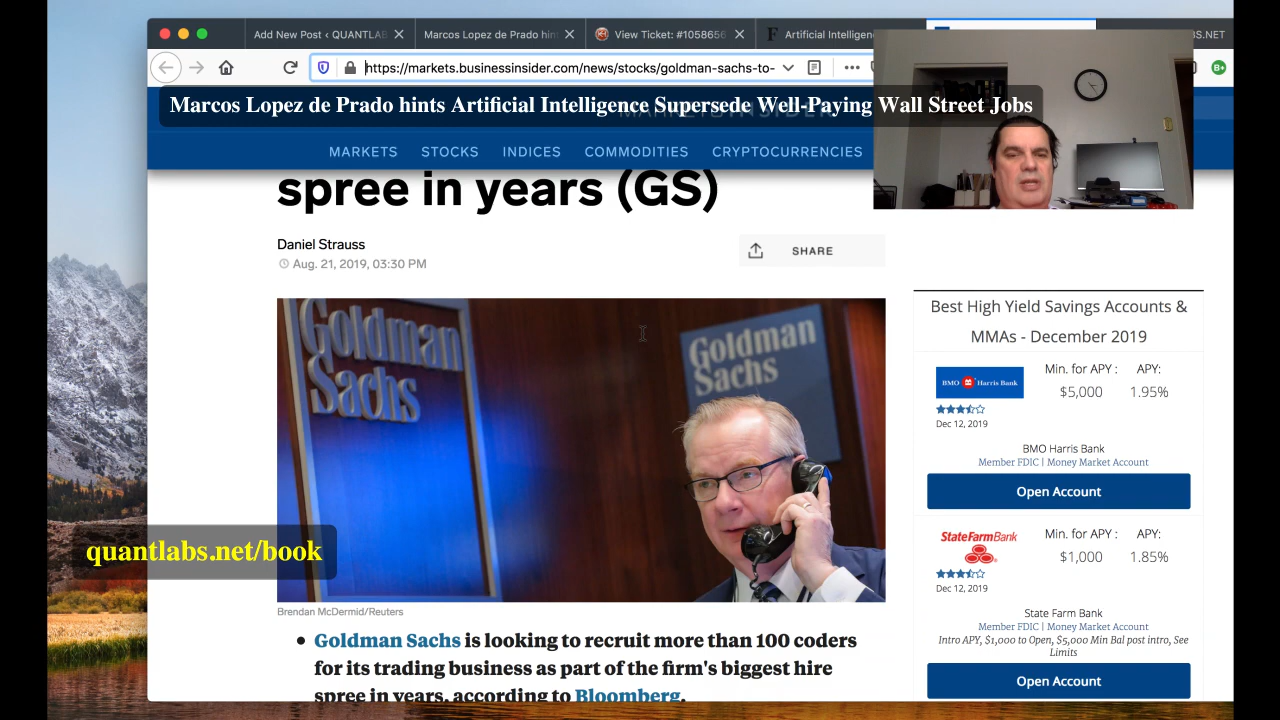 Add New Post ‹ QUANTLAB
Marcos Lopez de Prado hin
View Ticket: #1058656
Artificial Intelligenc
S.NET
https://markets.businessinsider.com/news/stocks/goldman-sachs-to-
B+
Marcos Lopez de Prado hints Artificial Intelligence Supersede Well-Paying Wall Street Jobs
MARKETS STOCKS INDICES COMMODITIES CRYPTOCURRENCIES
spree in years (GS)
Daniel Strauss
Aug. 21, 2019, 03:30 PM
SHARE
Goldman
Sachs
Goldman
Sachs
Brendan McDermid/Reuters
• Goldman Sachs is looking to recruit more than 100 coders
for its trading business as part of the firm's biggest hire
spree in years, according to Bloomberg.
quantlabs.net/book
Best High Yield Savings Accounts &
MMAs - December 2019
BMO Harris Bank
Min. for APY : APY:
$5,000 1.95%
Dec 12, 2019
BMO Harris Bank
Member FDIC | Money Market Account
Open Account
StateFarmBank
Min. for APY : APY:
$1,000 1.85%
Dec 12, 2019
State Farm Bank
Member FDIC | Money Market Account
Intro APY, $1,000 to Open, $5,000 Min Bal post intro, See
Limits
Open Account